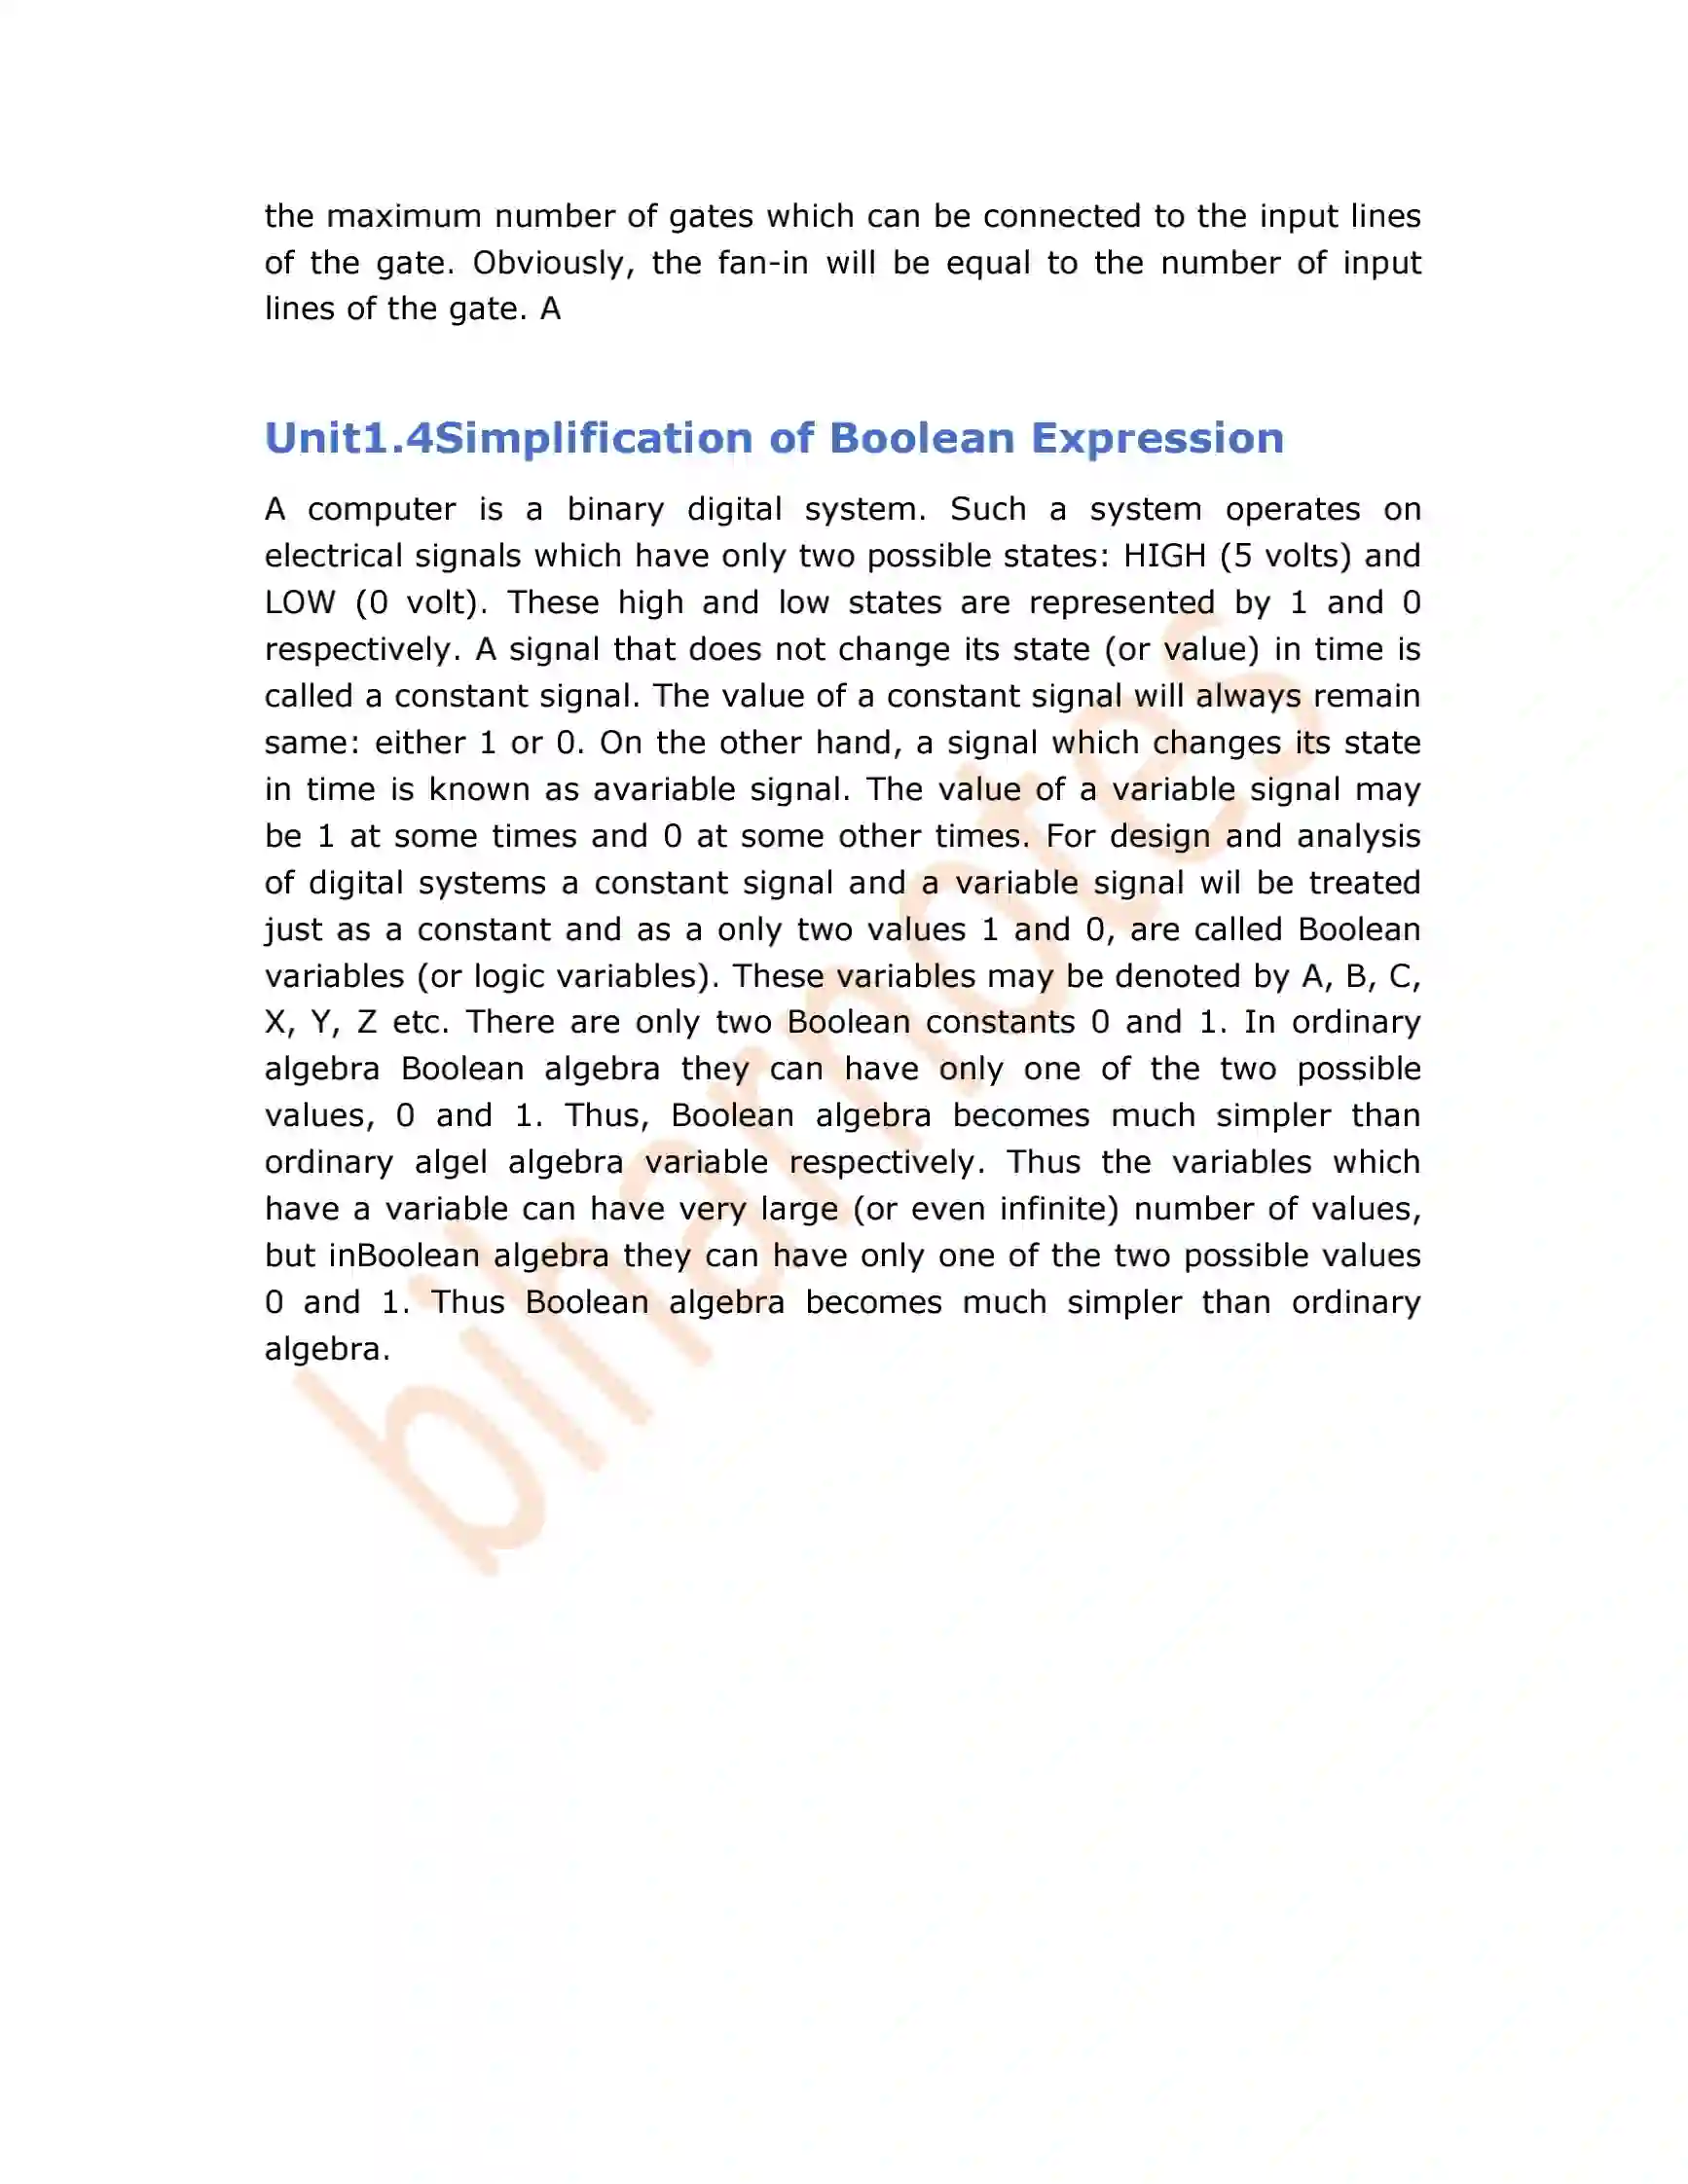 the maximum number of gates which can be connected to the input lines
of the gate. Obviously, the fan-in will be equal to the number of input
lines of the gate. A
Unit1.4Simplification of Boolean Expression
A computer is a binary digital system. Such a system operates on
electrical signals which have only two possible states: HIGH (5 volts) and
LOW (0 volt). These high and low states are represented by 1 and 0
respectively. A signal that does not change its state (or value) in time is
called a constant signal. The value of a constant signal will always remain
same: either 1 or 0. On the other hand, a signal which changes its state
in time is known as avariable signal. The value of a variable signal may
be 1 at some times and 0 at some other times. For design and analysis
of digital systems a constant signal and a variable signal wil be treated
just as a constant and as a only two values 1 and 0, are called Boolean
variables (or logic variables). These variables may be denoted by A, B, C,
X, Y, Z etc. There are only two Boolean constants 0 and 1. In ordinary
algebra Boolean algebra they can have only one of the two possible
values, 0 and 1. Thus, Boolean algebra becomes much simpler than
ordinary algel algebra variable respectively. Thus the variables which
have a variable can have very large (or even infinite) number of values,
but inBoolean algebra they can have only one of the two possible values
0 and 1. Thus Boolean algebra becomes much simpler than ordinary
algebra.
biharnotes